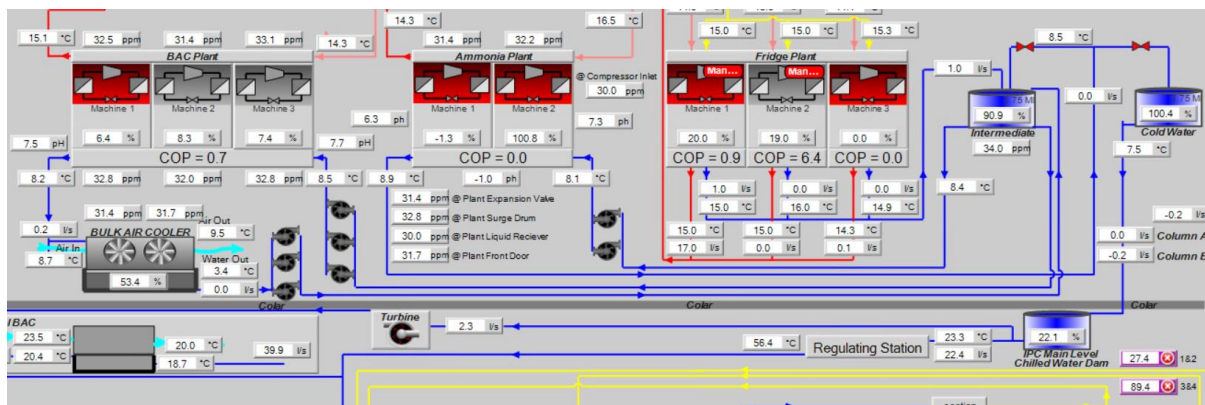 14.3 °C
16.5 °C
15.1 °C
32.5 ppm
31.4 ppm
33.1 ppm
14.3 °C
31.4 ppm
32.2 ppm
15.0 °C
15.0 °C
15.3 °C
8.5 °C
BAC Plant
Ammonia Plant
Fridge Plant
@ Compressor Inlet
30.0 ppm
Man...
Man...
1.0 l/s
0.0 l/s
75 Ml
90.9 %
Intermediate
34.0 ppm
75 Ml
100.4 %
Cold Water
Machine 1
Machine 2
Machine 3
Machine 1
Machine 2
Machine 1
Machine 2
Machine 3
6.3 ph
7.3 ph
6.4 %
8.3 %
7.4 %
-1.3 %
100.8 %
20.0 %
19.0 %
0.0 %
7.5 pH
7.7 pH
COP = 0.7
COP = 0.0
COP = 0.9
COP = 6.4
COP = 0.0
7.5 °C
8.2 °C
32.8 ppm
32.0 ppm
32.8 ppm
8.5 °C
8.9 °C
-1.0 ph
8.1 °C
8.4 °C
1.0 l/s
0.0 l/s
0.0 l/s
15.0 °C
16.0 °C
14.9 °C
31.4 ppm @ Plant Expansion Valve
32.8 ppm @ Plant Surge Drum
30.0 ppm @ Plant Liquid Reciever
31.7 ppm @ Plant Front Door
31.4 ppm
31.7 ppm
Air Out
0.2 l/s
BULK AIR COOLER
9.5 °C
Air In
8.7 °C
Water Out
3.4 °C
53.4 %
0.0 l/s
15.0 °C
15.0 °C
14.3 °C
17.0 l/s
0.0 l/s
0.1 l/s
-0.2 l/s
0.0 l/s Column A
-0.2 l/s Column
Colar
Colar
Colar
BAC
23.5 °C
20.0 °C
39.9 l/s
20.4 °C
18.7 °C
Turbine
2.3 l/s
56.4 °C
Regulating Station
23.3 °C
22.4 l/s
22.1 %
IPC Main Level
Chilled Water Dam
27.4
1&2
89.4
3&4